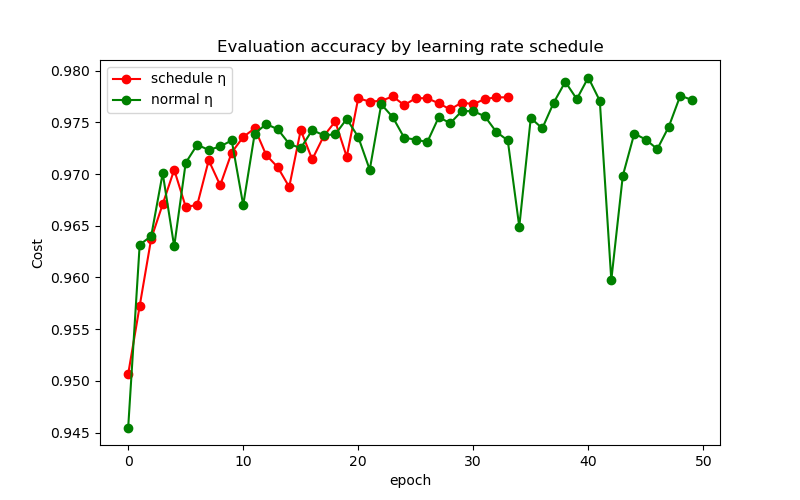 Evaluation accuracy by learning rate schedule
schedule η
normal η
0.980
0.975
0.970
0.965
0.960
0.955
0.950
0.945
Cost
0
10
20
30
40
50
epoch